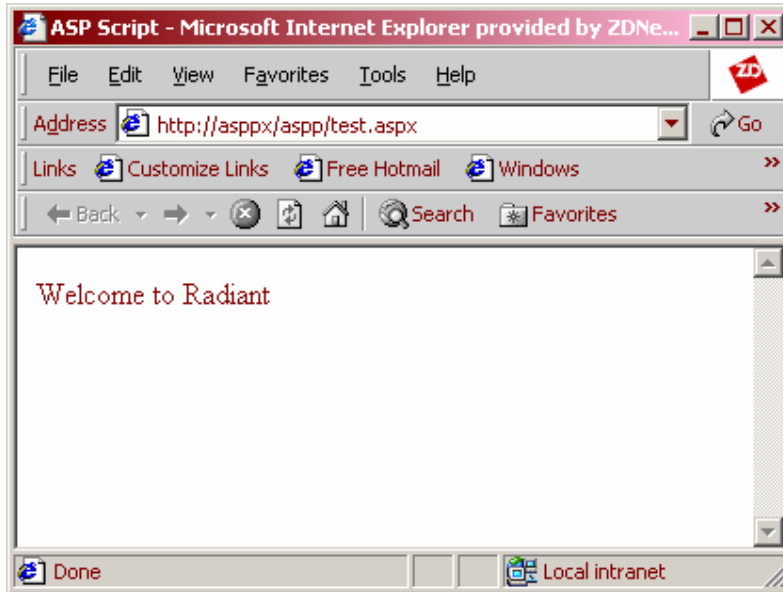 ASP Script - Microsoft Internet Explorer provided by ZDNe...
File Edit View Favorites Tools Help
ZD
Address http://asppx/aspp/test.aspx Go
Links Customize Links Free Hotmail Windows »
Back Search Favorites »
Welcome to Radiant
Done Local intranet